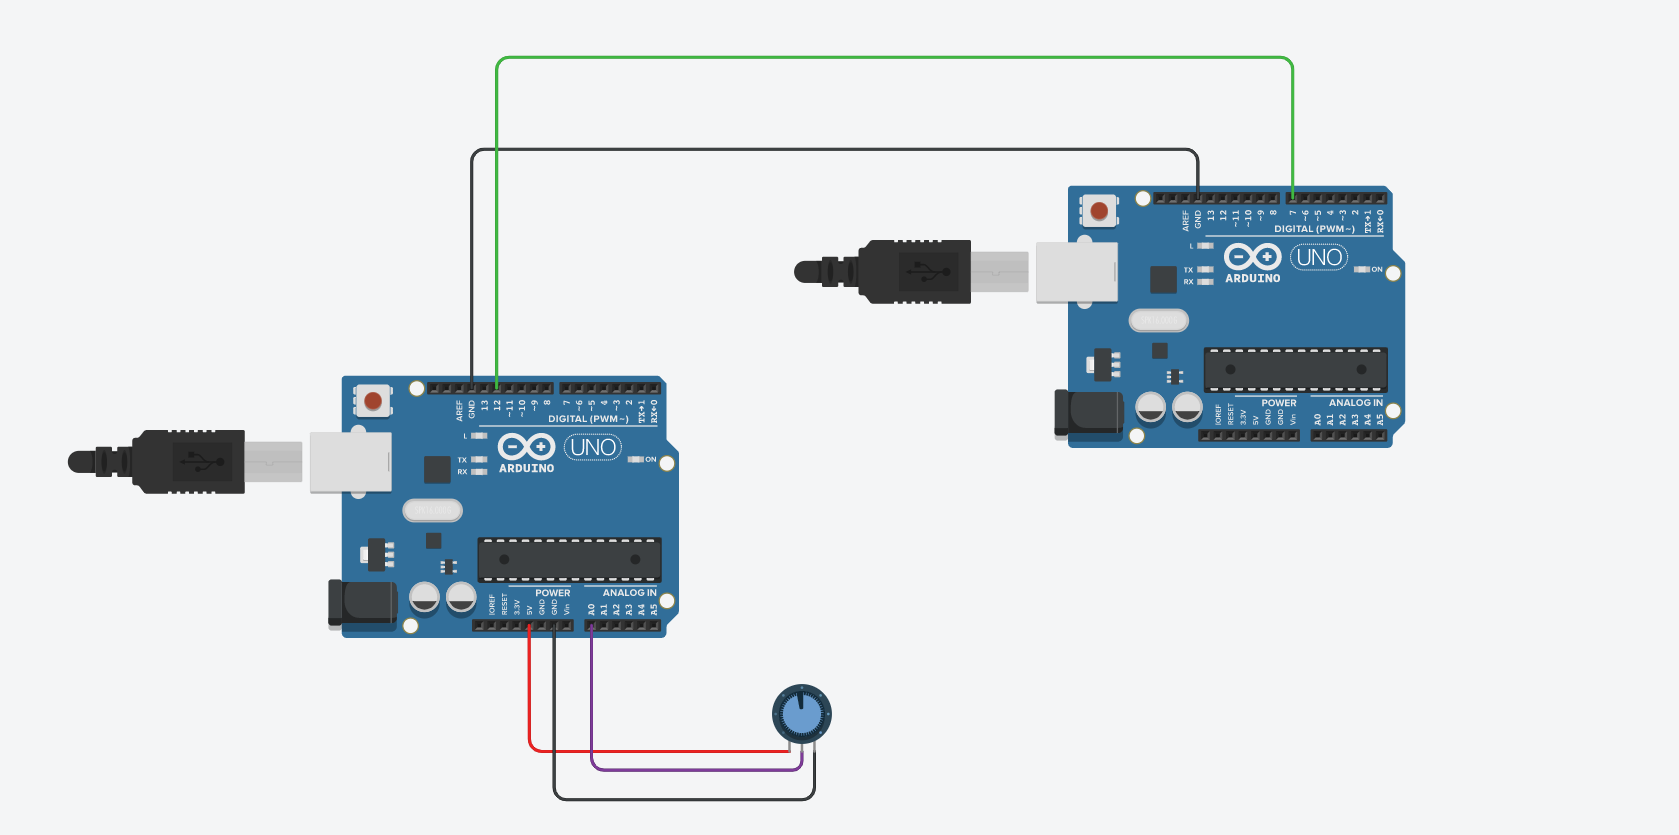 AREF
GND
13
12
~11
~10
~9
8
7
~6
~5
4
~3
2
TX→1
RX←0
DIGITAL (PWM~)
L
TX
RX
UNO
ON
ARDUINO
POWER
ANALOG IN
IOREF
RESET
3.3V
5V
GND
GND
Vin
A0
A1
A2
A3
A4
A5
AREF
GND
13
12
~11
~10
~9
8
7
~6
~5
4
~3
2
TX→1
RX←0
DIGITAL (PWM~)
L
TX
RX
UNO
ON
ARDUINO
POWER
ANALOG IN
IOREF
RESET
3.3V
5V
GND
GND
Vin
A0
A1
A2
A3
A4
A5